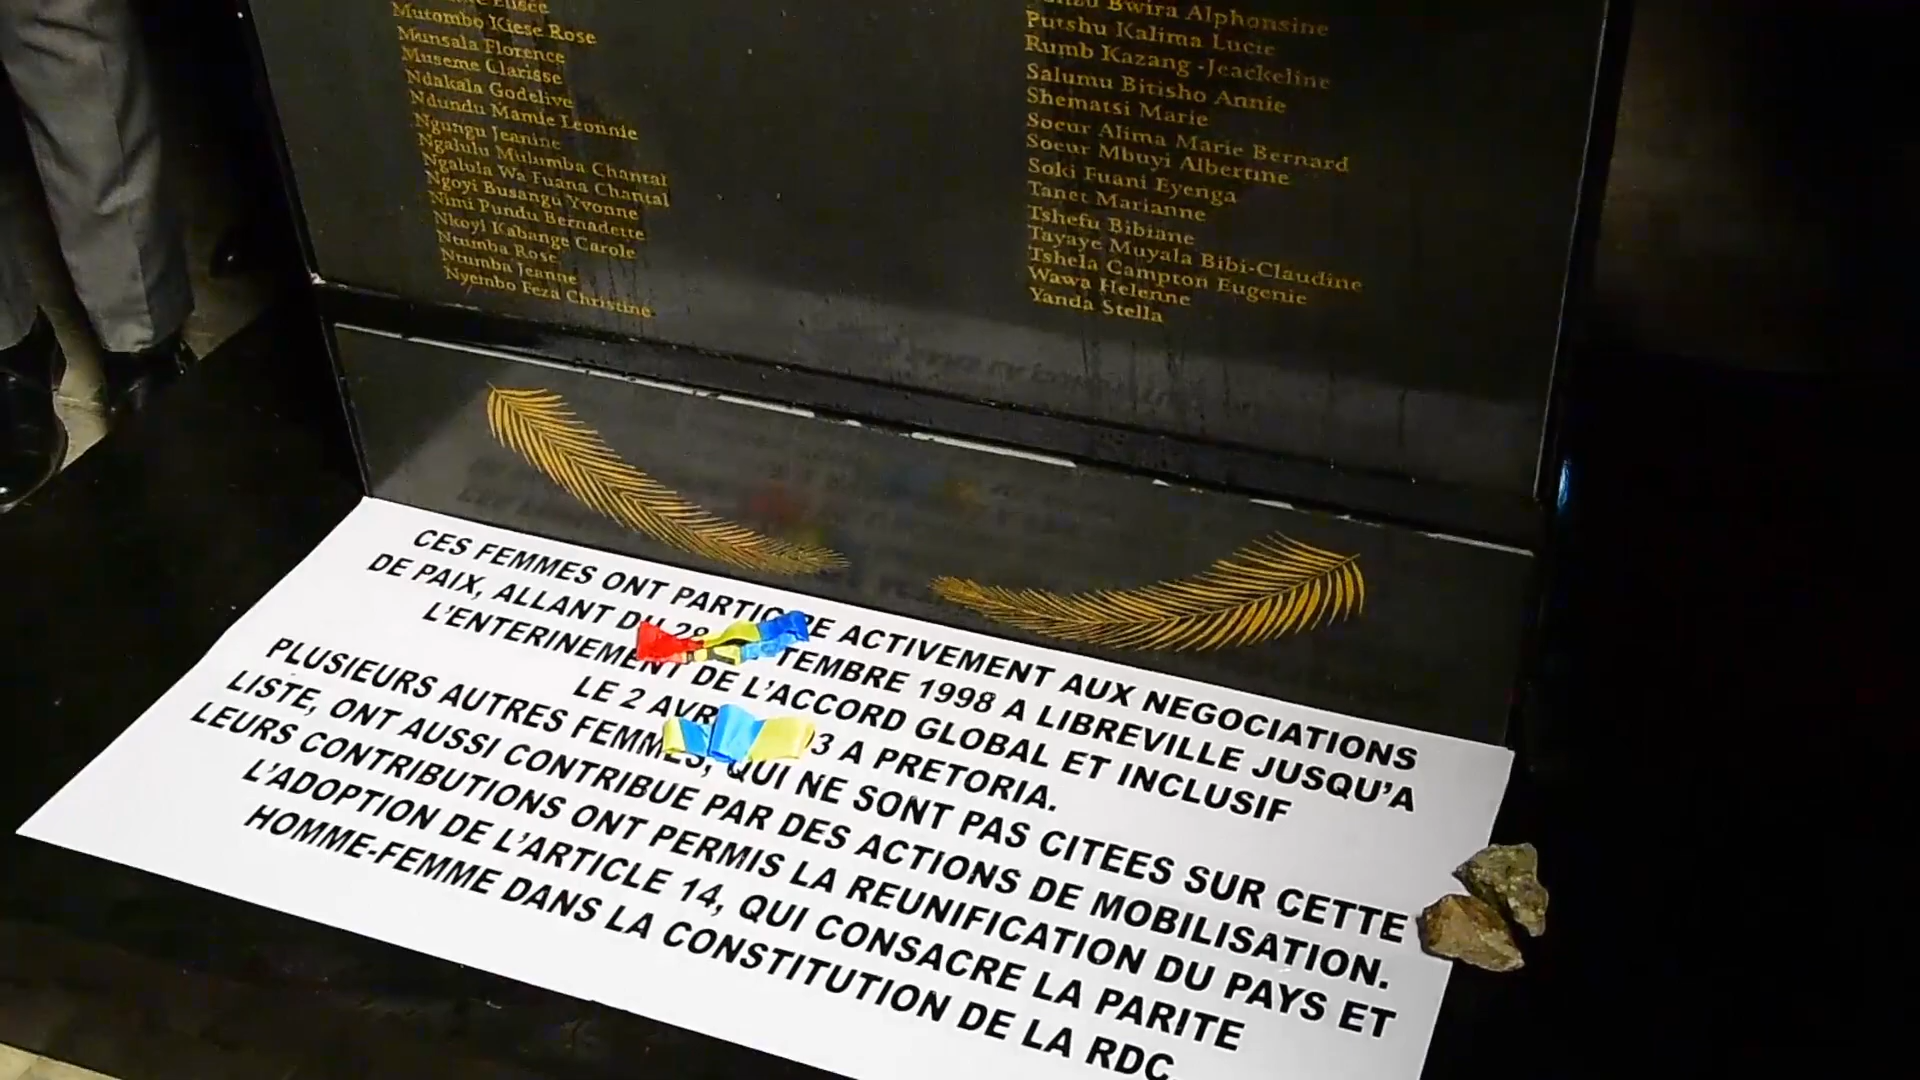 Elisée
Mutombo Kiese Rose
Munsala Florence
Museme Clarisse
Ndakala Godelive
Ndundu Mamie Leonnie
Ngungu Jeanine
Ngalulu Mulumba Chantal
Ngalula Wa Fuana Chantal
Ngoyi Busangu Yvonne
Nimi Pundu Bernadette
Nkoyi Kabange Carole
Ntumba Rose
Ntumba Jeanne
Nyembo Feza Christine
Bwira Alphonsine
Putshu Kalima Lucie
Rumb Kazang -Jeackeline
Salumu Bitisho Annie
Shematsi Marie
Soeur Alima Marie Bernard
Soeur Mbuyi Albertine
Soki Fuani Eyenga
Tanet Marianne
Tshefu Bibiane
Tayaye Muyala Bibi-Claudine
Tshela Campton Eugenie
Wawa Helenne
Yanda Stella
CES FEMMES ONT PARTICIPE ACTIVEMENT AUX NEGOCIATIONS
DE PAIX, ALLANT DU 28 TEMBRE 1998 A LIBREVILLE JUSQU'A
L'ENTERINEMENT DE L'ACCORD GLOBAL ET INCLUSIF
LE 2 AVR 3 A PRETORIA.
PLUSIEURS AUTRES FEMMES, QUI NE SONT PAS CITEES SUR CETTE
LISTE, ONT AUSSI CONTRIBUE PAR DES ACTIONS DE MOBILISATION.
LEURS CONTRIBUTIONS ONT PERMIS LA REUNIFICATION DU PAYS ET
L'ADOPTION DE L'ARTICLE 14, QUI CONSACRE LA PARITE
HOMME-FEMME DANS LA CONSTITUTION DE LA RDC